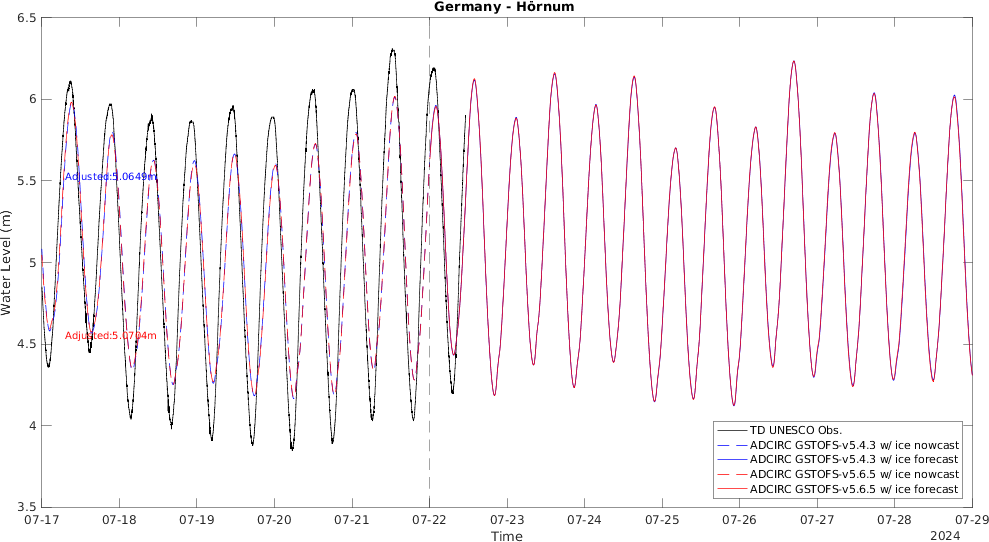 Germany - Hörnum
Water Level (m)
6.5
6
5.5
5
4.5
4
3.5
Adjusted:5.0649m
Adjusted:5.0704m
TD UNESCO Obs.
ADCIRC GSTOFS-v5.4.3 w/ ice nowcast
ADCIRC GSTOFS-v5.4.3 w/ ice forecast
ADCIRC GSTOFS-v5.6.5 w/ ice nowcast
ADCIRC GSTOFS-v5.6.5 w/ ice forecast
07-17 07-18 07-19 07-20 07-21 07-22 07-23 07-24 07-25 07-26 07-27 07-28 07-29
Time
2024